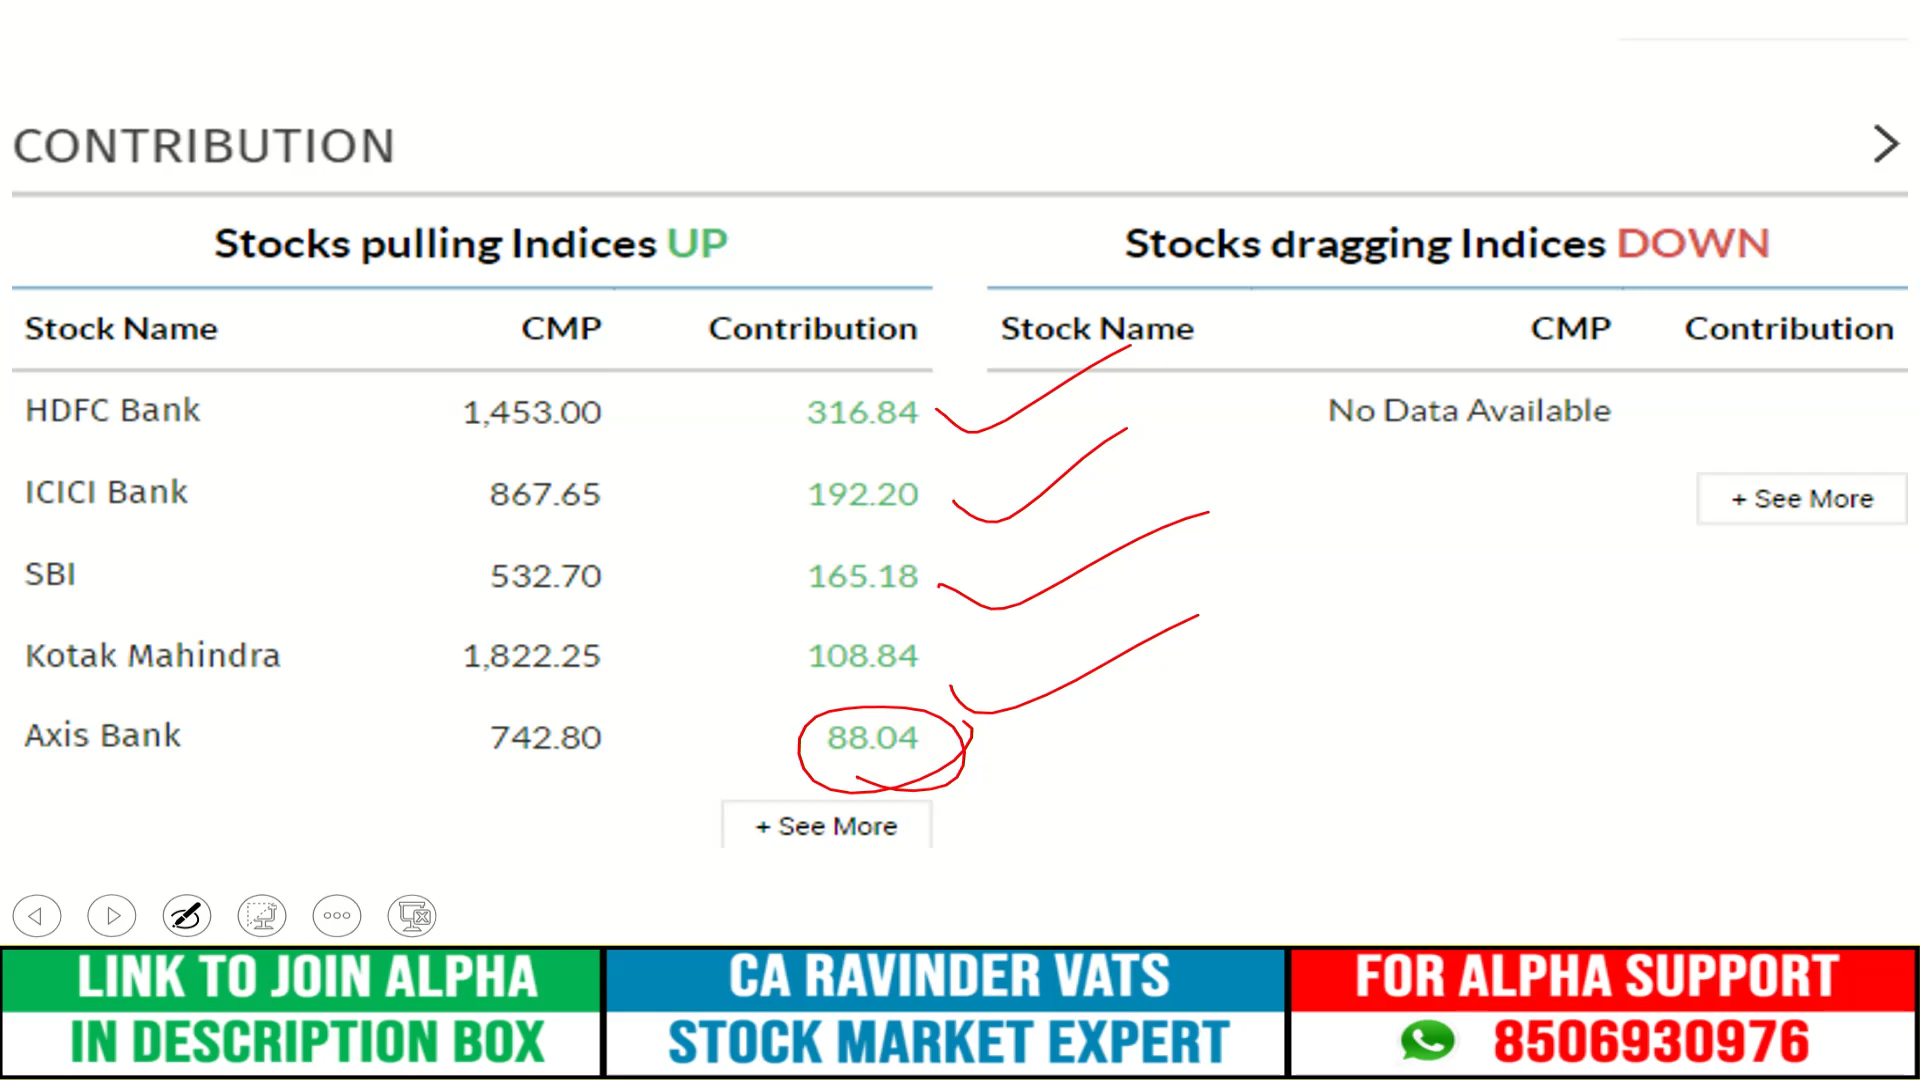 CONTRIBUTION
Stocks pulling Indices UP
Stock Name CMP Contribution
HDFC Bank 1,453.00 316.84
ICICI Bank 867.65 192.20
SBI 532.70 165.18
Kotak Mahindra 1,822.25 108.84
Axis Bank 742.80 88.04
+ See More
Stocks dragging Indices DOWN
Stock Name CMP Contribution
No Data Available
+ See More
LINK TO JOIN ALPHA
IN DESCRIPTION BOX
CA RAVINDER VATS
STOCK MARKET EXPERT
FOR ALPHA SUPPORT
8506930976